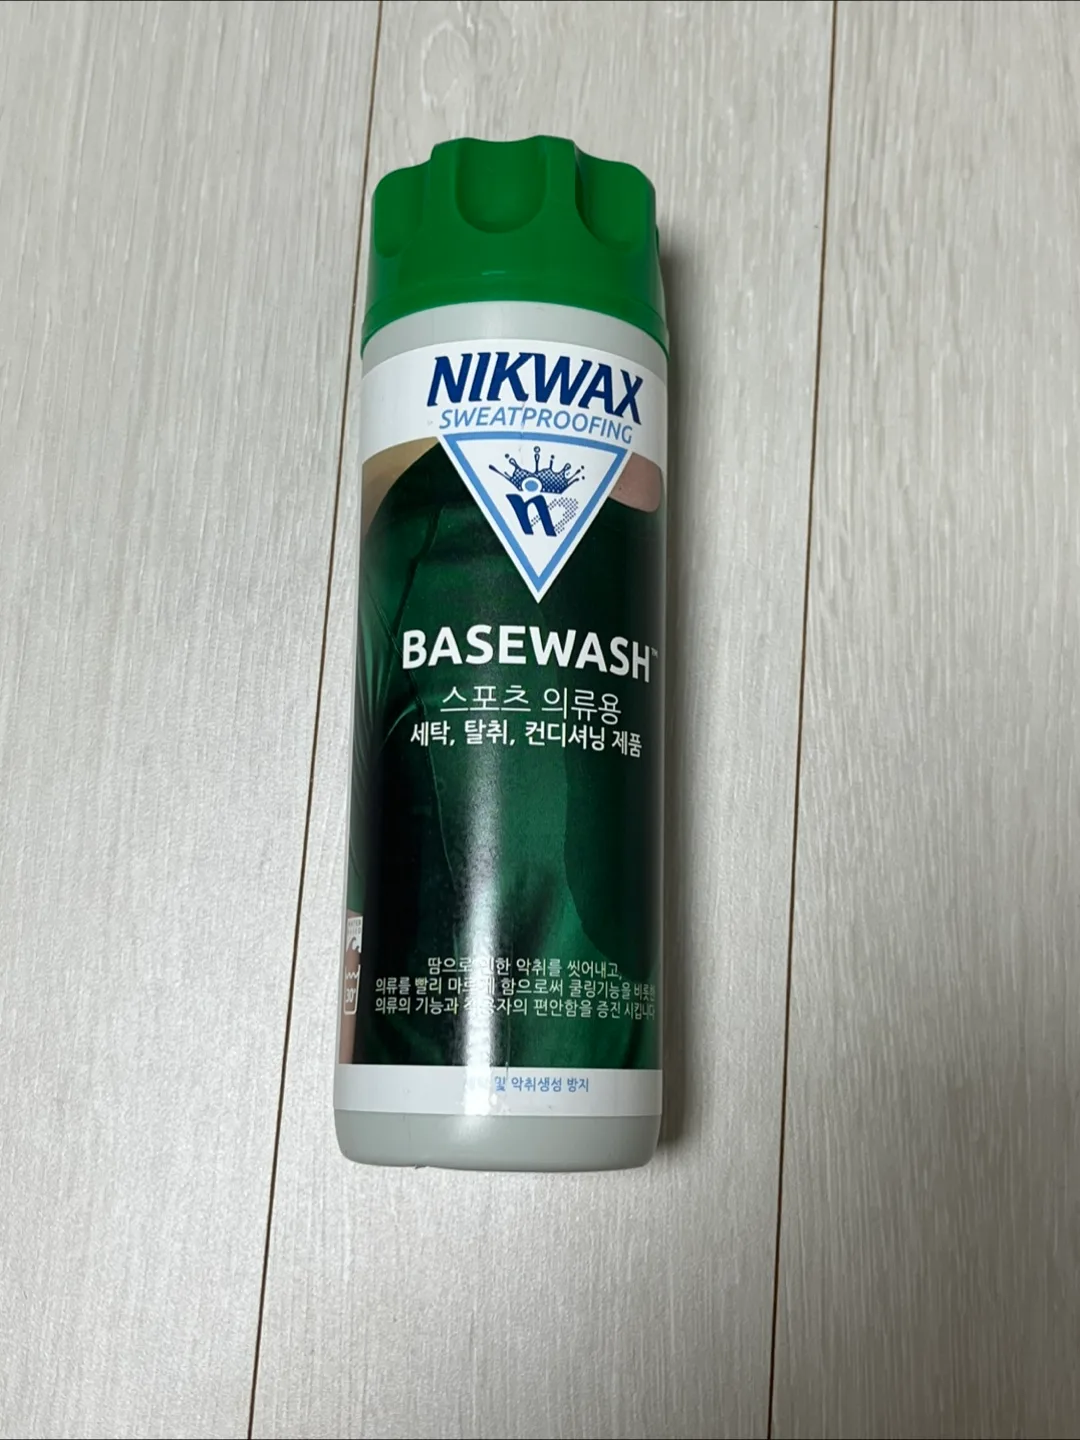 NIKWAX
SWEATPROOFING
n
BASEWASH™
스포츠 의류용
세탁, 탈취, 컨디셔닝 제품
땀으로 인한 악취를 씻어내고,
의류를 빨리 마르게 함으로써 쿨링기능을 비롯한
의류의 기능과 착용자의 편안함을 증진 시킵니다
및 악취생성 방지
30°